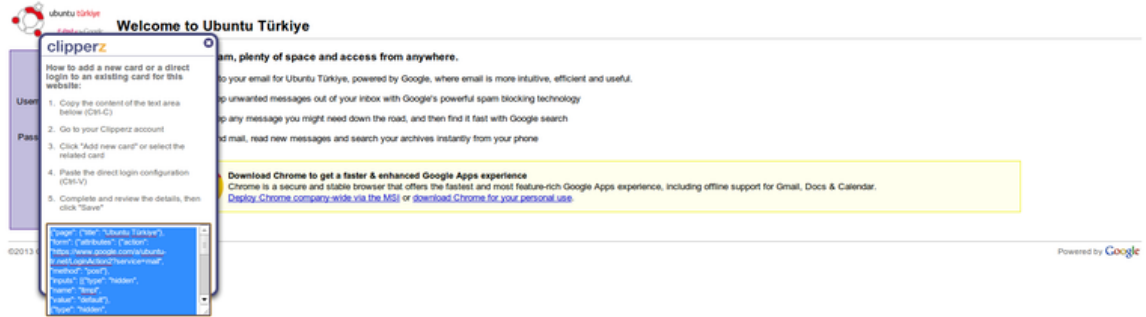 ubuntu türkiye
Welcome to Ubuntu Türkiye
clipperz
How to add a new card or a direct
login to an existing card for this
website:
1. Copy the content of the text area
below (Ctrl-C)
2. Go to your Clipperz account
3. Click "Add new card" or select the
related card
4. Paste the direct login configuration
(Ctrl-V)
5. Complete and review the details, then
click "Save"
{"page": {"title": "Ubuntu Türkiye"},
"form": {"attributes": {"action":
"https://www.google.com/a/ubuntu-
tr.net/LoginAction2?service=mail",
"method": "post"},
"inputs": [{"type": "hidden",
"name": "ltmpl",
"value": "default"},
{"type": "hidden",
Usern
Pass
am, plenty of space and access from anywhere.
to your email for Ubuntu Türkiye, powered by Google, where email is more intuitive, efficient and useful.
ep unwanted messages out of your inbox with Google's powerful spam blocking technology
ep any message you might need down the road, and then find it fast with Google search
nd mail, read new messages and search your archives instantly from your phone
Download Chrome to get a faster & enhanced Google Apps experience
Chrome is a secure and stable browser that offers the fastest and most feature-rich Google Apps experience, including offline support for Gmail, Docs & Calendar.
Deploy Chrome company-wide via the MSI or download Chrome for your personal use.
©2013 G
Powered by Google